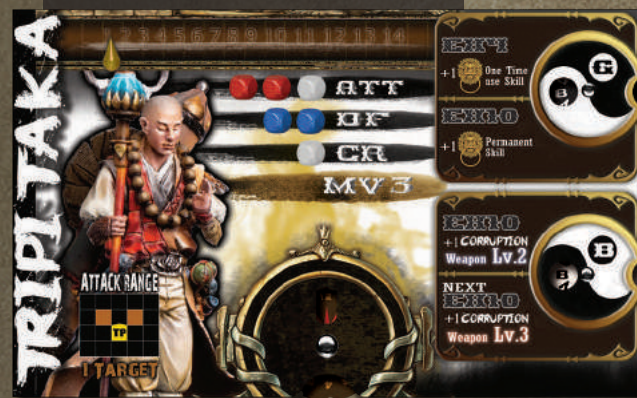 TRIPITAKA
1 2 3 4 5 6 7 8 9 10 11 12 13 14
ATT
DF
CR
MV 3
ATTACK RANGE
TP
1 TARGET
+1
One Time
use Skill
G
B
+1
Permanent
Skill
B
+1 CORRUPTION
Weapon Lv.2
NEXT
+1 CORRUPTION
Weapon Lv.3